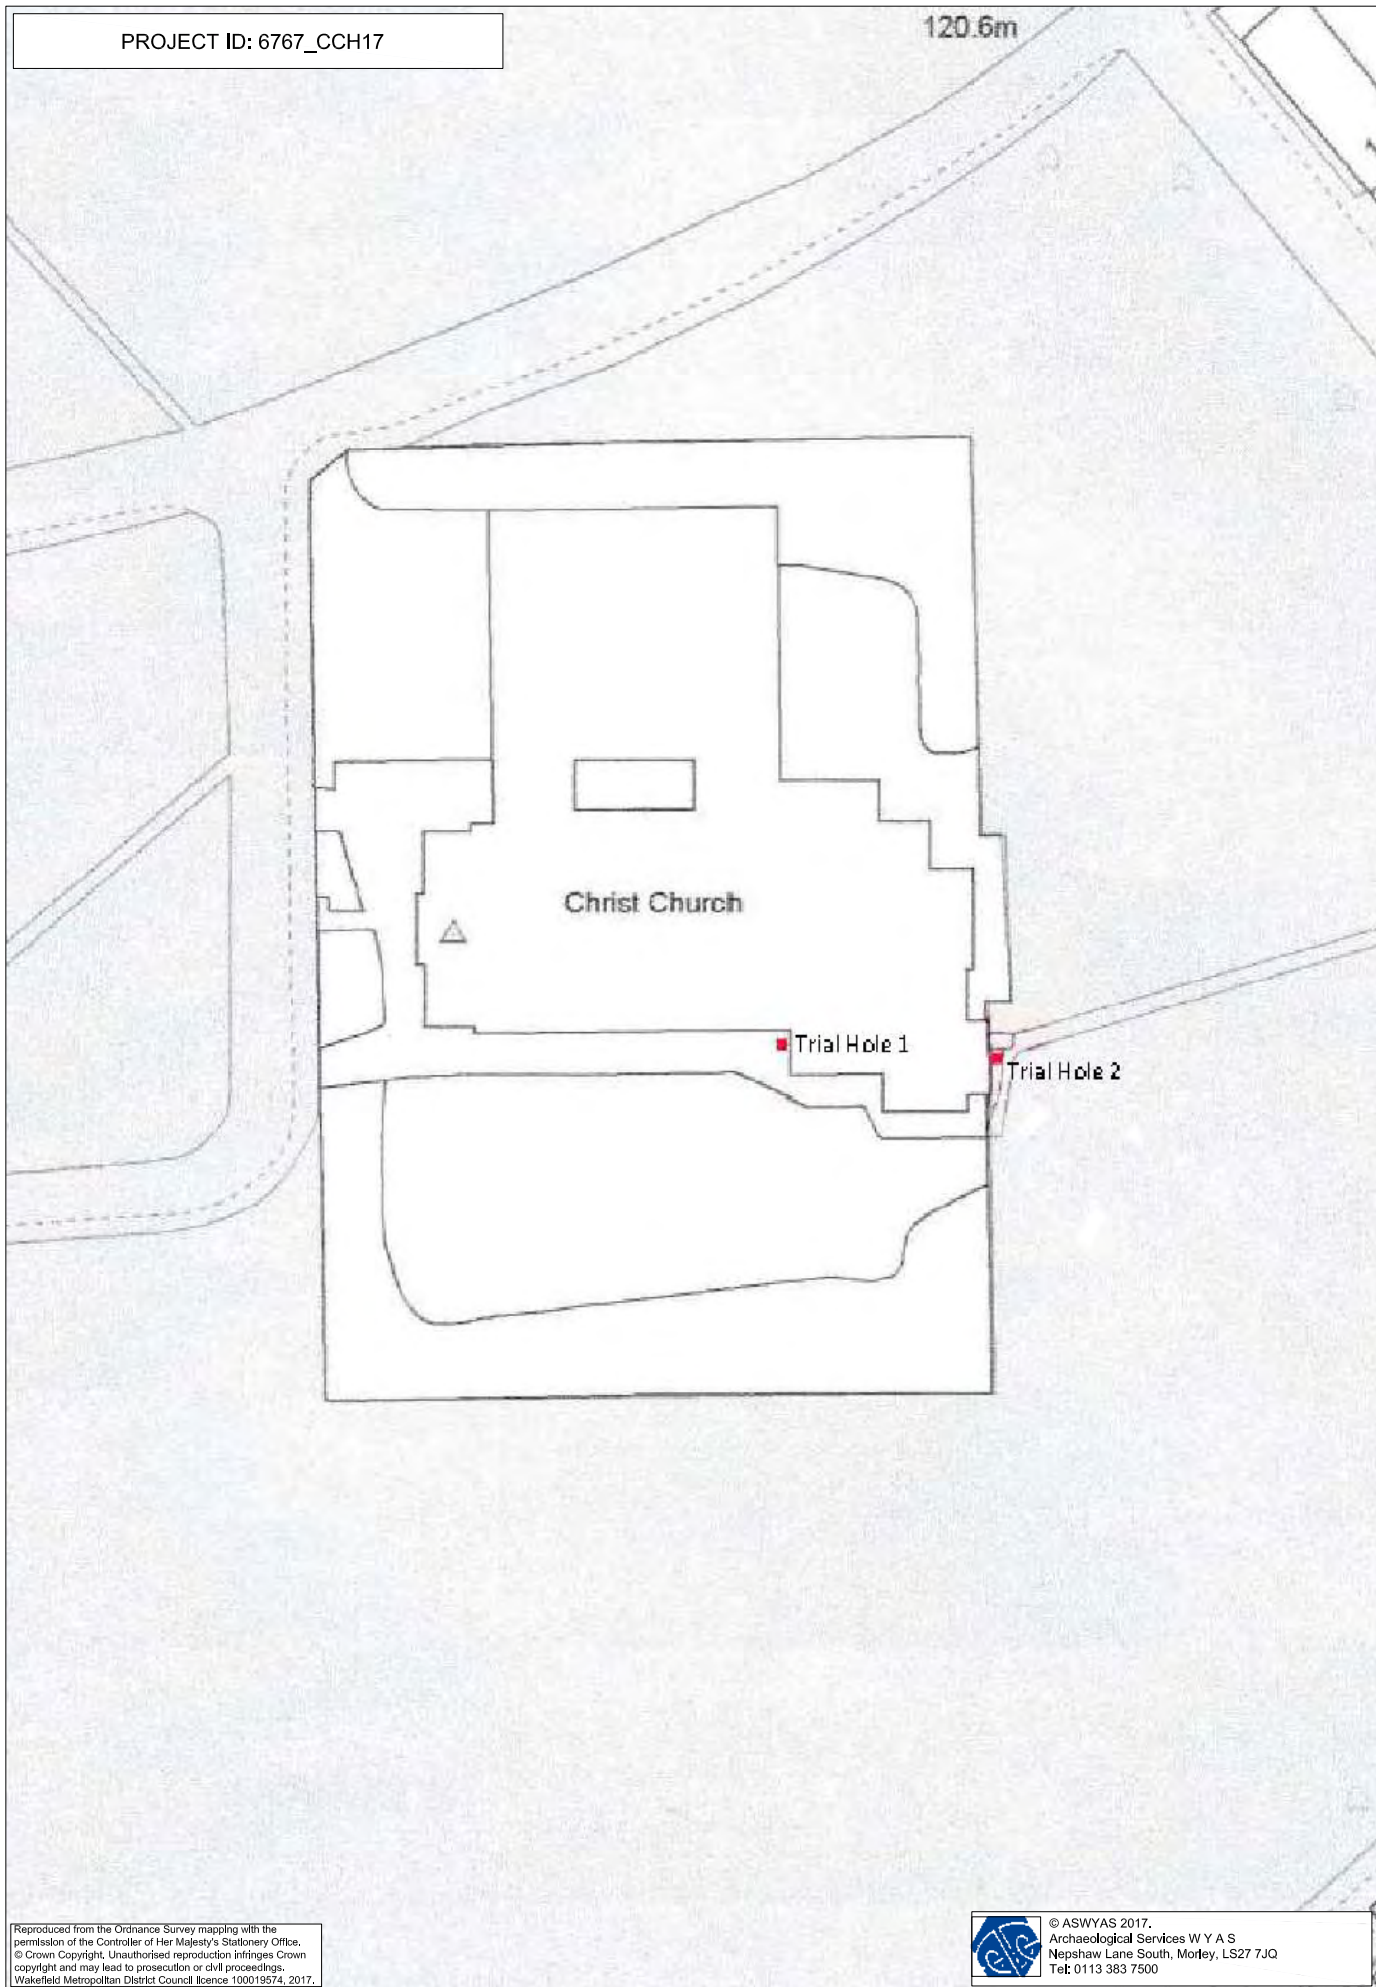 PROJECT ID: 6767_CCH17
120.6m
Christ Church
Trial Hole 1
Trial Hole 2
Reproduced from the Ordnance Survey mapping with the
permission of the Controller of Her Majesty's Stationery Office.
© Crown Copyright. Unauthorised reproduction infringes Crown
copyright and may lead to prosecution or civil proceedings.
Wakefield Metropolitan District Council licence 100019574, 2017.
© ASWYAS 2017.
Archaeological Services W Y A S
Nepshaw Lane South, Morley, LS27 7JQ
Tel: 0113 383 7500